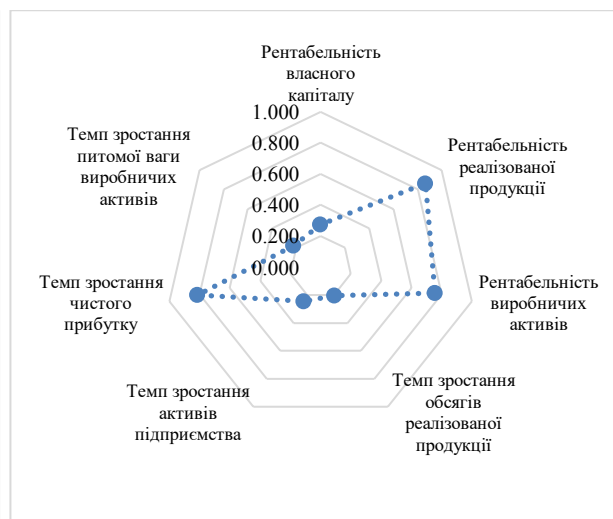 Рентабельність
власного
капіталу
1.000
0.800
0.600
0.400
0.200
0.000
Рентабельність
реалізованої
продукції
Рентабельність
виробничих
активів
Темп зростання
обсягів
реалізованої
продукції
Темп зростання
активів
підприємства
Темп зростання
чистого
прибутку
Темп зростання
питомої ваги
виробничих
активів